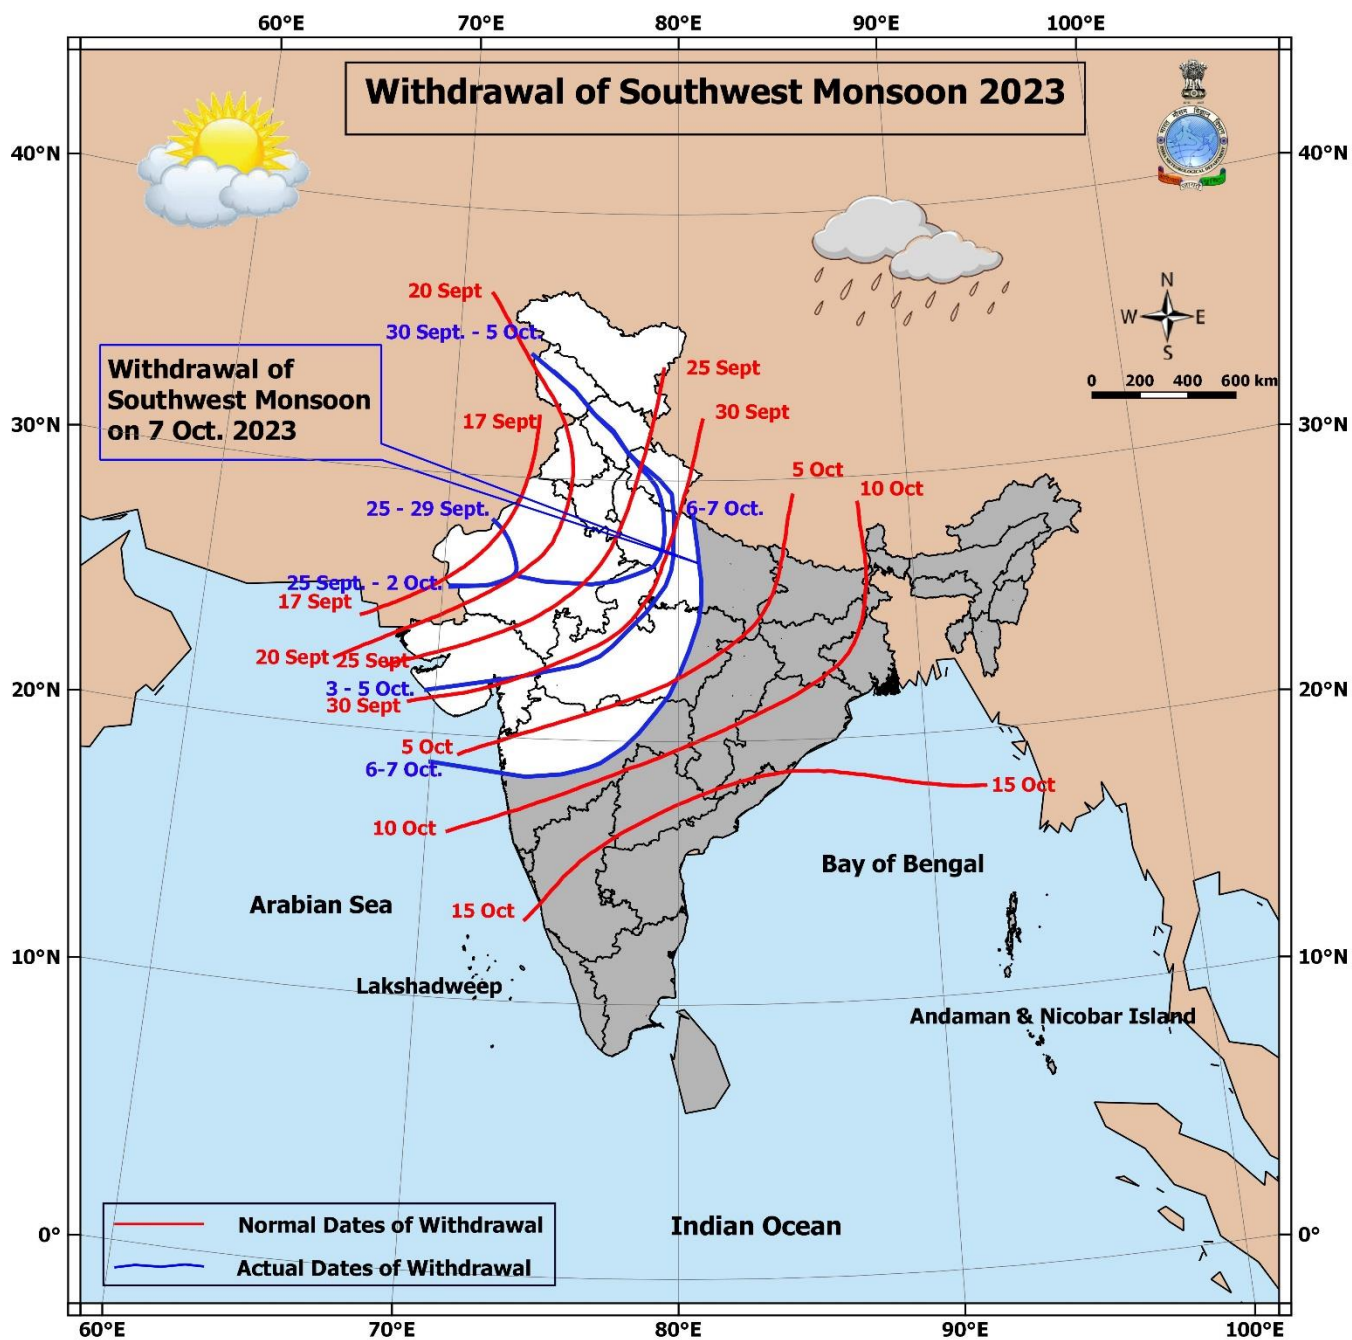 60°E 70°E 80°E 90°E 100°E
Withdrawal of Southwest Monsoon 2023
40°N 40°N
N
W E
S
20 Sept
30 Sept. - 5 Oct.
25 Sept
0 200 400 600 km
Withdrawal of
Southwest Monsoon
on 7 Oct. 2023
30°N 30°N
17 Sept
30 Sept
5 Oct
10 Oct
25 - 29 Sept.
6-7 Oct.
25 Sept. - 2 Oct.
17 Sept
20 Sept
25 Sept
20°N 20°N
3 - 5 Oct.
30 Sept
5 Oct
6-7 Oct.
15 Oct
10 Oct
Bay of Bengal
Arabian Sea
15 Oct
10°N 10°N
Lakshadweep
Andaman & Nicobar Island
Normal Dates of Withdrawal
Indian Ocean
0° 0°
Actual Dates of Withdrawal
60°E 70°E 80°E 90°E 100°E